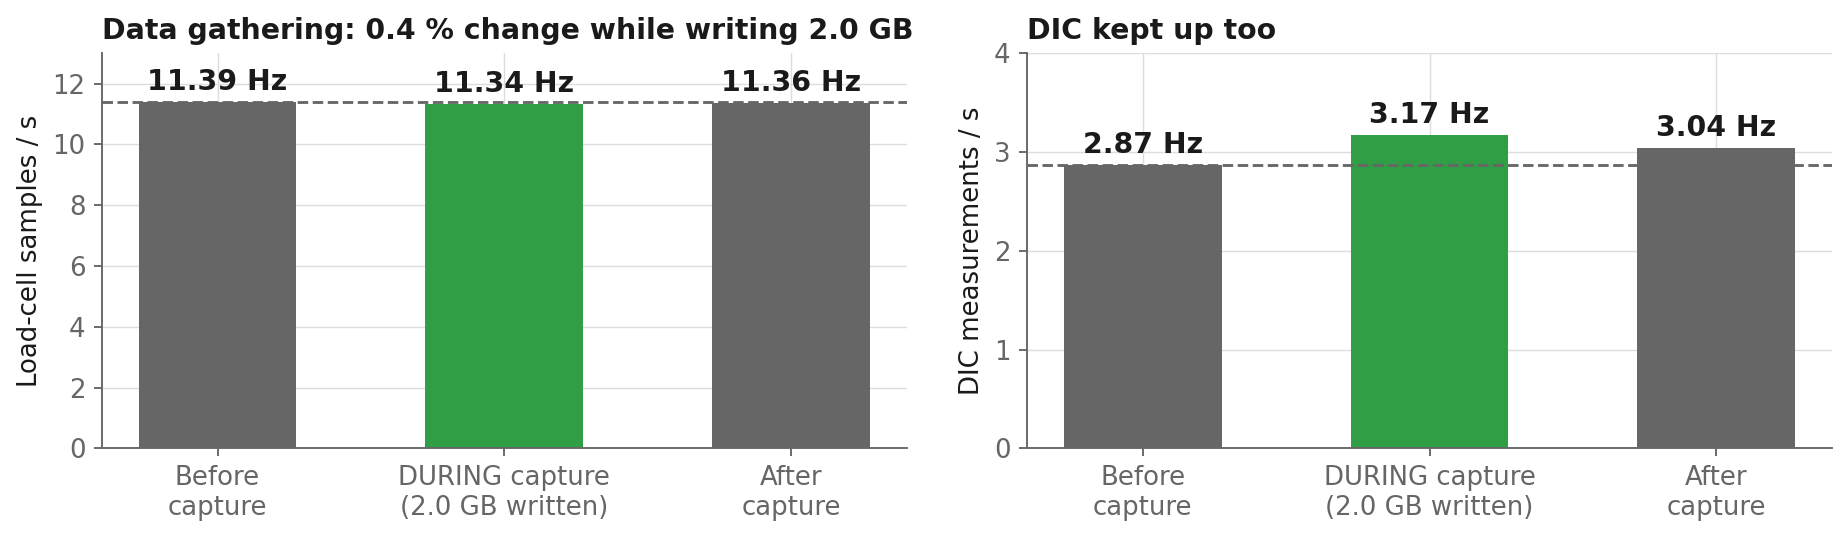 Data gathering: 0.4 % change while writing 2.0 GB
Load-cell samples / s
12
10
8
6
4
2
0
11.39 Hz
11.34 Hz
11.36 Hz
Before
capture
DURING capture
(2.0 GB written)
After
capture
DIC kept up too
DIC measurements / s
4
3
2
1
0
2.87 Hz
3.17 Hz
3.04 Hz
Before
capture
DURING capture
(2.0 GB written)
After
capture